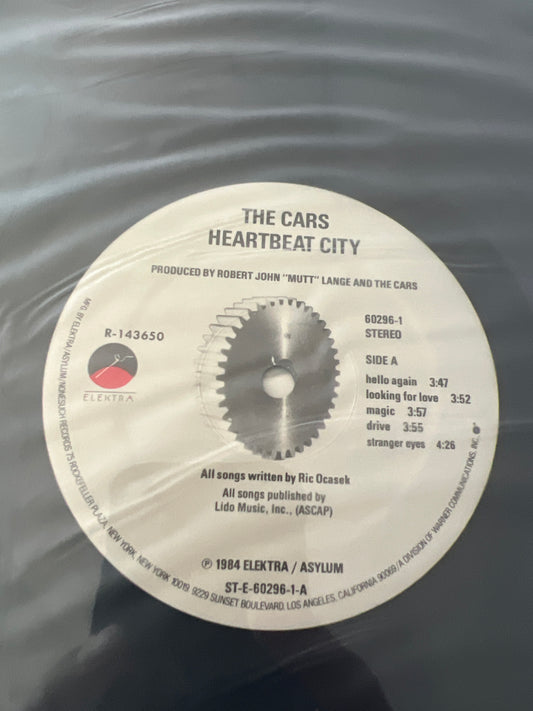 THE CARS
HEARTBEAT CITY
PRODUCED BY ROBERT JOHN "MUTT" LANGE AND THE CARS
R-143650
ELEKTRA
60296-1
STEREO
SIDE A
hello again 3:47
looking for love 3:52
magic 3:57
drive 3:55
stranger eyes 4:26
All songs written by Ric Ocasek
All songs published by
Lido Music, Inc., (ASCAP)
℗ 1984 ELEKTRA / ASYLUM
ST-E-60296-1-A
MFG. BY ELEKTRA/ASYLUM/NONESUCH RECORDS 75 ROCKEFELLER PLAZA, NEW YORK, NEW YORK 10019. 9229 SUNSET BOULEVARD, LOS ANGELES, CALIFORNIA 90069/A DIVISION OF WARNER COMMUNICATIONS, INC.